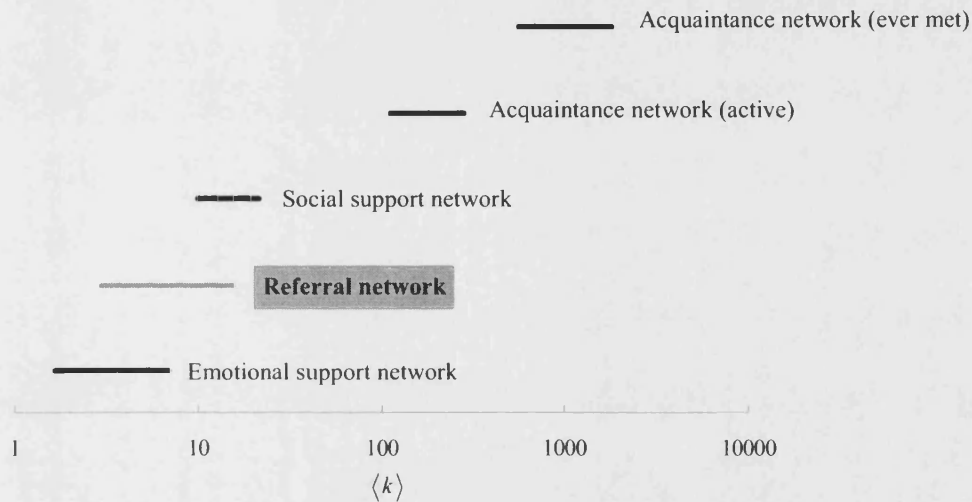 Acquaintance network (ever met)
Acquaintance network (active)
Social support network
Referral network
Emotional support network
1 10 100 1000 10000
⟨k⟩